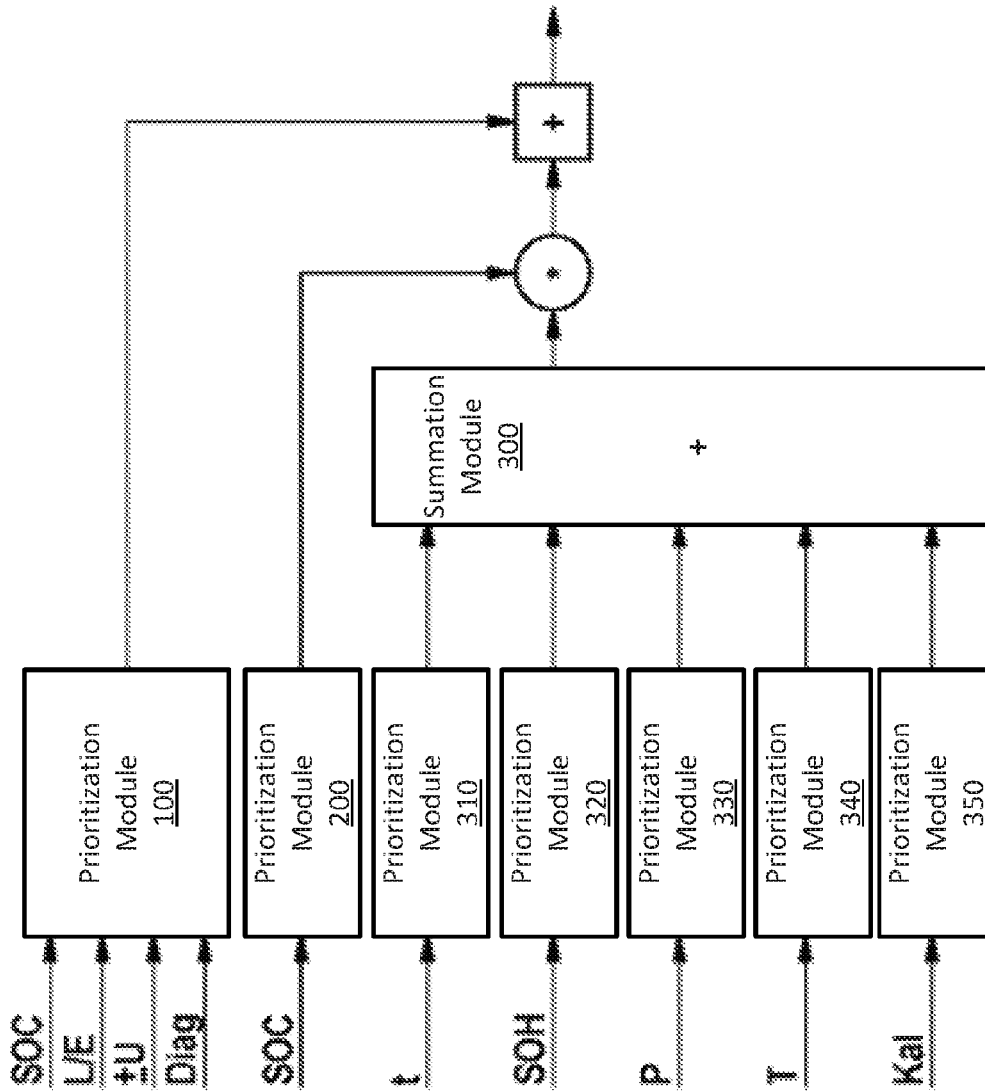 SOC
L/E
±U
Diag
SOC
t
SOH
P
T
Kal
Prioritization
Module
100
Prioritization
Module
200
Prioritization
Module
310
Prioritization
Module
320
Prioritization
Module
330
Prioritization
Module
340
Prioritization
Module
350
Summation
Module
300
+
•
+